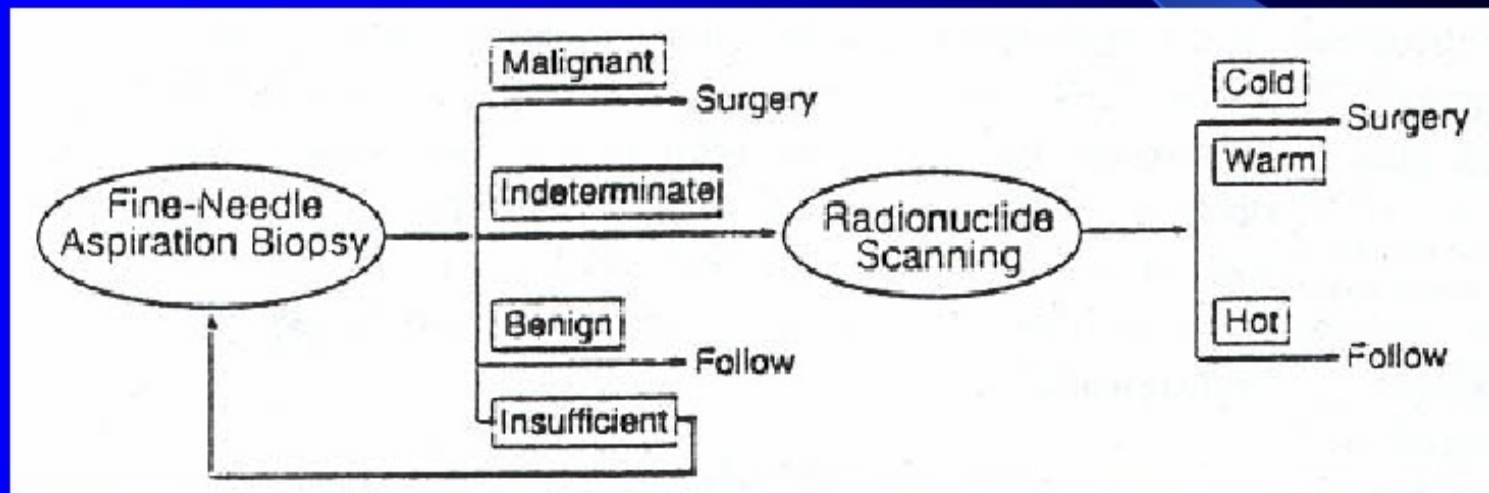 Fine-Needle
Aspiration Biopsy
Malignant
Surgery
Indeterminate
Benign
Follow
Insufficient
Radionuclide
Scanning
Cold
Surgery
Warm
Hot
Follow